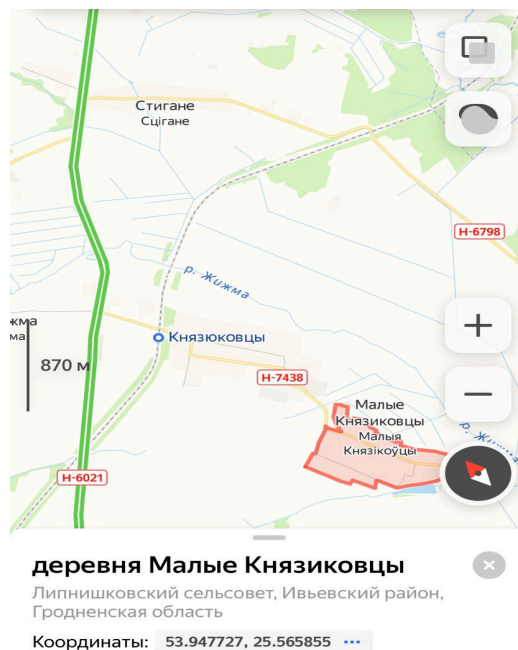 Стигане
Сцігане
Н-6798
р. Жижма
жма
ма
Князюковцы
870 м
Н-7438
Малые
Князиковцы
Малыя
Князікоўцы
р. Жи
Н-6021
деревня Малые Князиковцы
Липнишковский сельсовет, Ивьевский район,
Гродненская область
Координаты: 53.947727, 25.565855 •••